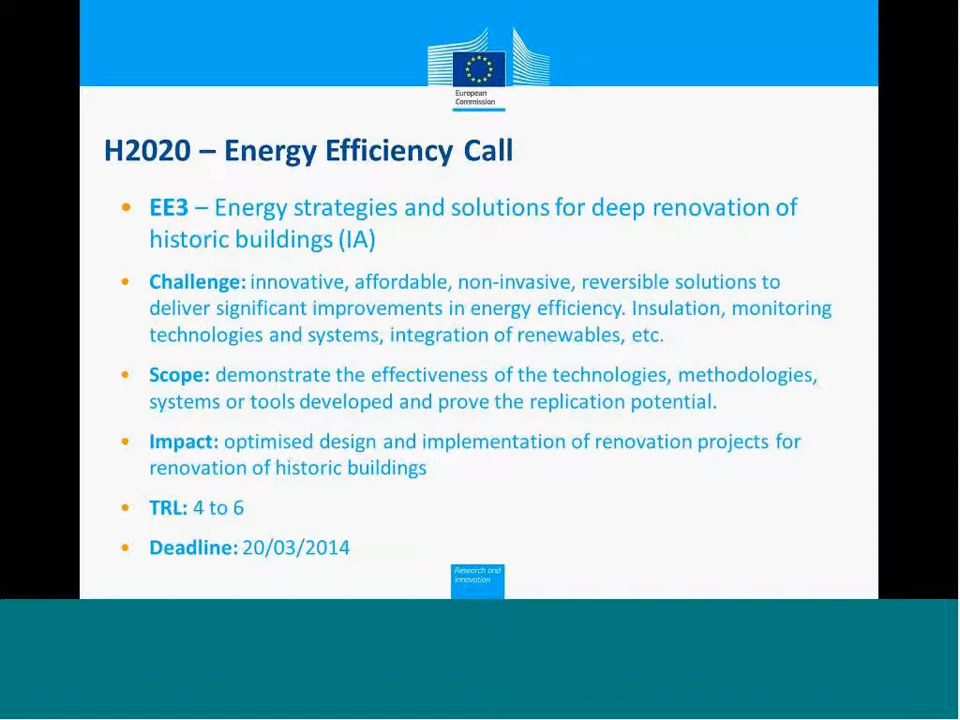 European
Commission
H2020 – Energy Efficiency Call
• EE3 – Energy strategies and solutions for deep renovation of
historic buildings (IA)
• Challenge: innovative, affordable, non-invasive, reversible solutions to
deliver significant improvements in energy efficiency. Insulation, monitoring
technologies and systems, integration of renewables, etc.
• Scope: demonstrate the effectiveness of the technologies, methodologies,
systems or tools developed and prove the replication potential.
• Impact: optimised design and implementation of renovation projects for
renovation of historic buildings
• TRL: 4 to 6
• Deadline: 20/03/2014
Research and
Innovation